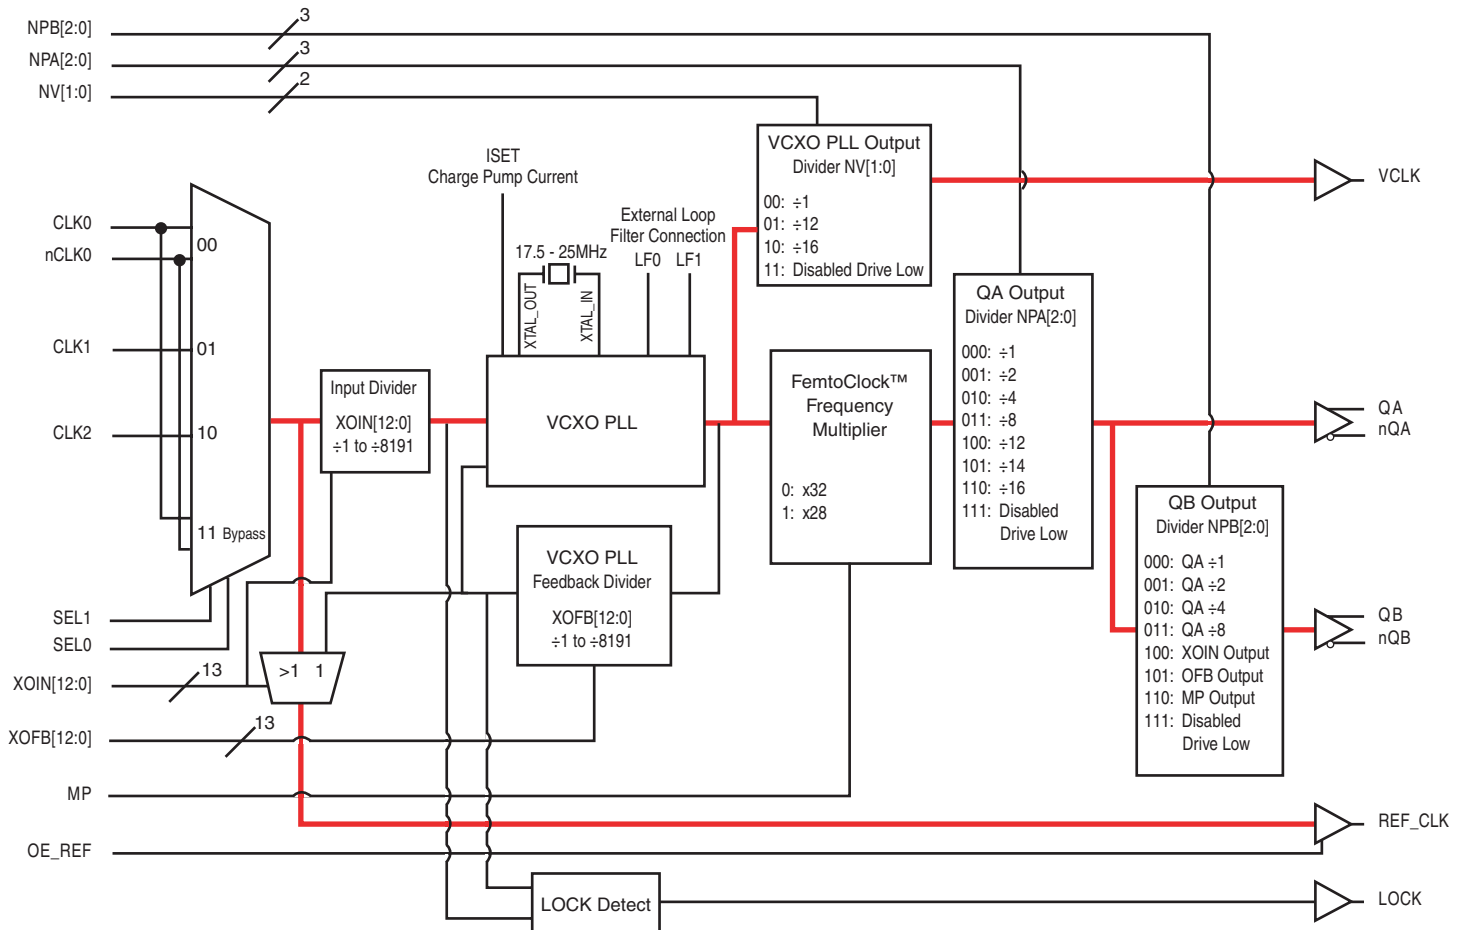 NPB[2:0]
3
NPA[2:0]
3
NV[1:0]
2
ISET
Charge Pump Current
17.5 - 25MHz
XTAL_OUT
XTAL_IN
External Loop
Filter Connection
LF0 LF1
VCXO PLL Output
Divider NV[1:0]
00: ÷1
01: ÷12
10: ÷16
11: Disabled Drive Low
VCLK
CLK0
nCLK0
CLK1
CLK2
00
01
10
11 Bypass
SEL1
SEL0
XOIN[12:0]
13
XOFB[12:0]
13
MP
OE_REF
Input Divider
XOIN[12:0]
÷1 to ÷8191
>1 1
VCXO PLL
VCXO PLL
Feedback Divider
XOFB[12:0]
÷1 to ÷8191
FemtoClock™
Frequency
Multiplier
0: x32
1: x28
QA Output
Divider NPA[2:0]
000: ÷1
001: ÷2
010: ÷4
011: ÷8
100: ÷12
101: ÷14
110: ÷16
111: Disabled
Drive Low
QA
nQA
QB Output
Divider NPB[2:0]
000: QA ÷1
001: QA ÷2
010: QA ÷4
011: QA ÷8
100: XOIN Output
101: OFB Output
110: MP Output
111: Disabled
Drive Low
QB
nQB
REF_CLK
LOCK Detect
LOCK